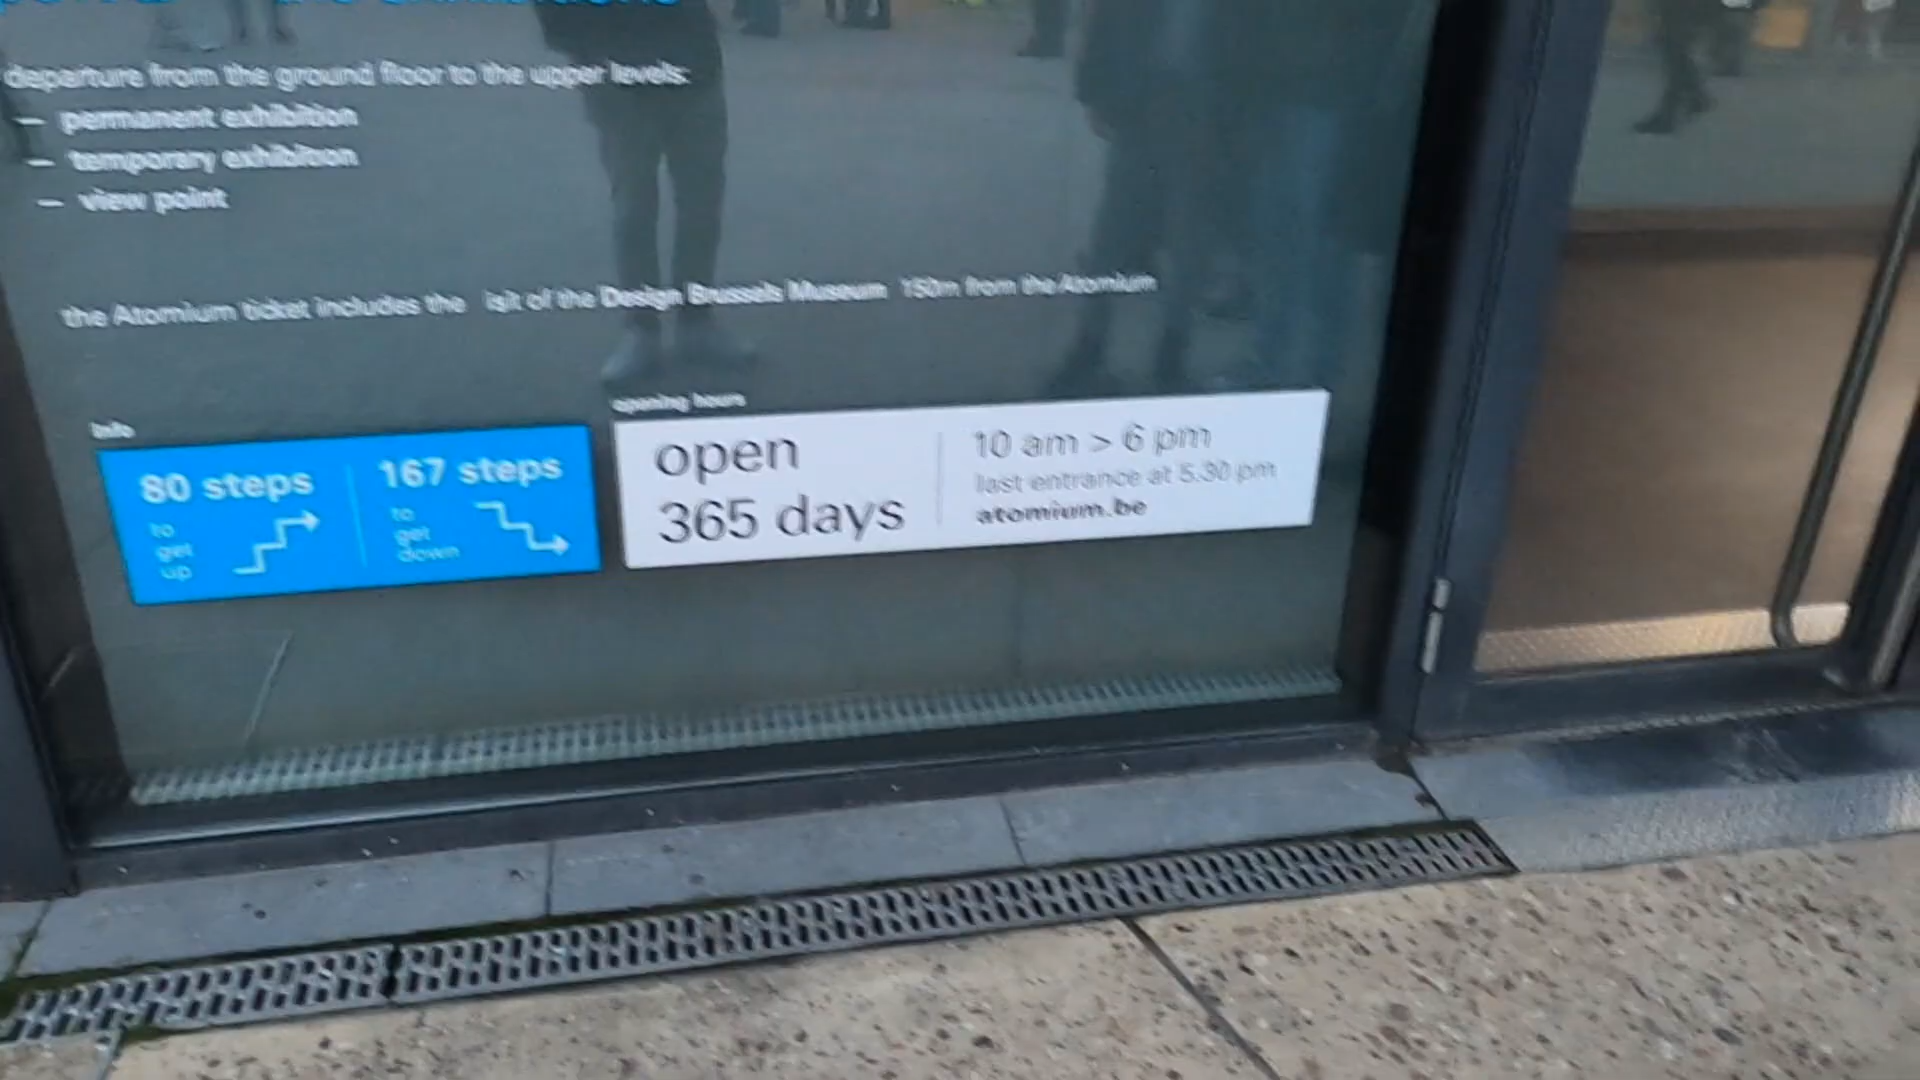 the exhibitions
departure from the ground floor to the upper levels:
– permanent exhibition
– temporary exhibition
– view point
the Atomium ticket includes the isit of the Design Brussels Museum 150m from the Atomium
info
80 steps
to
get
up
167 steps
to
get
down
opening hours
open
365 days
10 am > 6 pm
last entrance at 5.30 pm
atomium.be